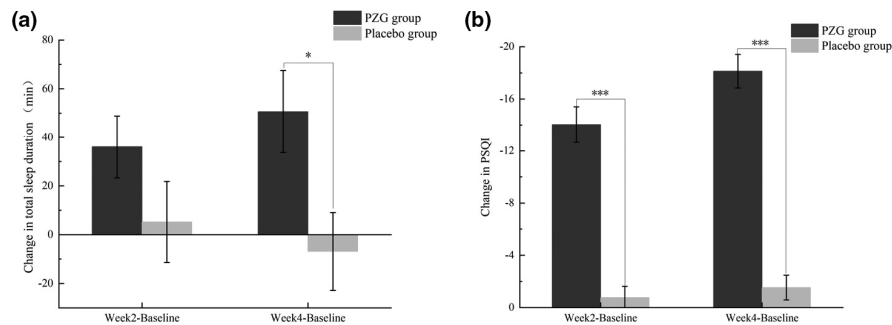 (a)
PZG group
Placebo group
80
60
40
20
0
-20
Change in total sleep duration （min）
*
Week2-Baseline
Week4-Baseline
(b)
PZG group
Placebo group
-20
-16
-12
-8
-4
0
Change in PSQI
***
***
Week2-Baseline
Week4-Baseline